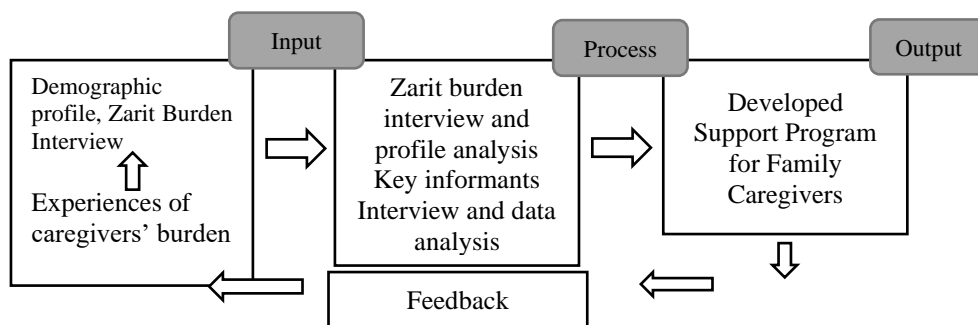 Input
Demographic
profile, Zarit Burden
Interview
Experiences of
caregivers’ burden
Process
Zarit burden
interview and
profile analysis
Key informants
Interview and data
analysis
Output
Developed
Support Program
for Family
Caregivers
Feedback